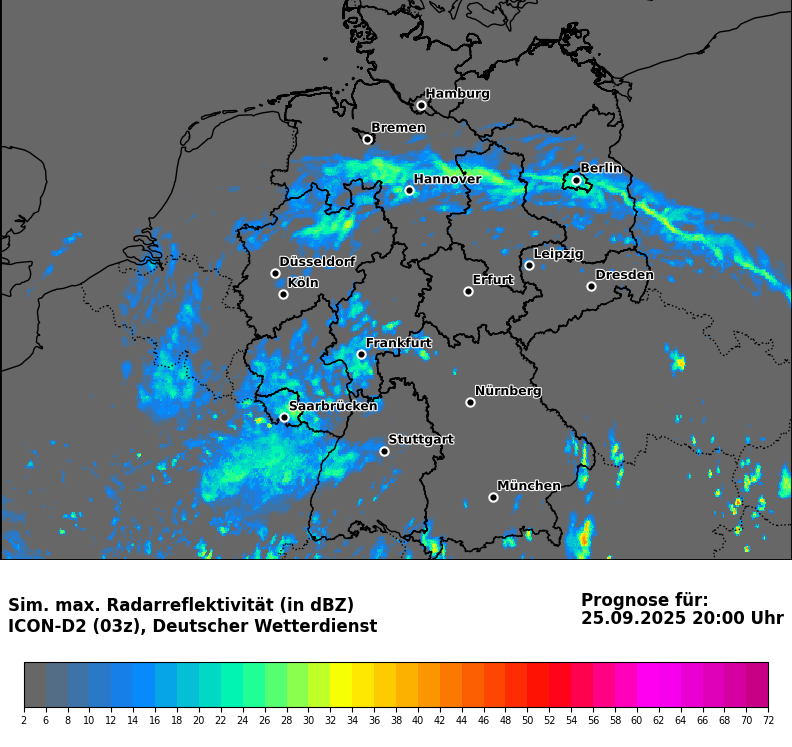 Hamburg
Bremen
Berlin
Hannover
Leipzig
Düsseldorf
Dresden
Erfurt
Köln
Frankfurt
Nürnberg
Saarbrücken
Stuttgart
München
Sim. max. Radarreflektivität (in dBZ)
ICON-D2 (03z), Deutscher Wetterdienst
Prognose für:
25.09.2025 20:00 Uhr
2 6 8 10 12 14 16 18 20 22 24 26 28 30 32 34 36 38 40 42 44 46 48 50 52 54 56 58 60 62 64 66 68 70 72